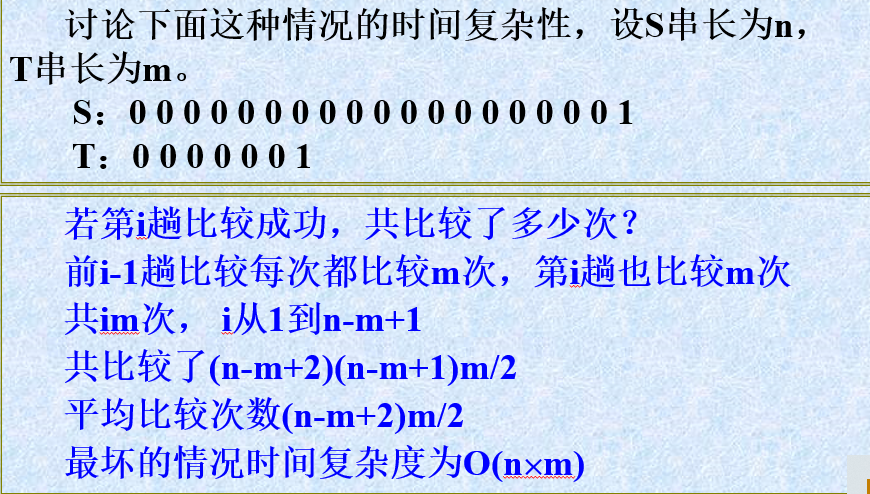 讨论下面这种情况的时间复杂性，设S串长为n，
T串长为m。
S：0 0 0 0 0 0 0 0 0 0 0 0 0 0 0 0 0 0 1
T：0 0 0 0 0 0 1
若第i趟比较成功，共比较了多少次？
前i-1趟比较每次都比较m次，第i趟也比较m次
共im次， i从1到n-m+1
共比较了(n-m+2)(n-m+1)m/2
平均比较次数(n-m+2)m/2
最坏的情况时间复杂度为O(n×m)